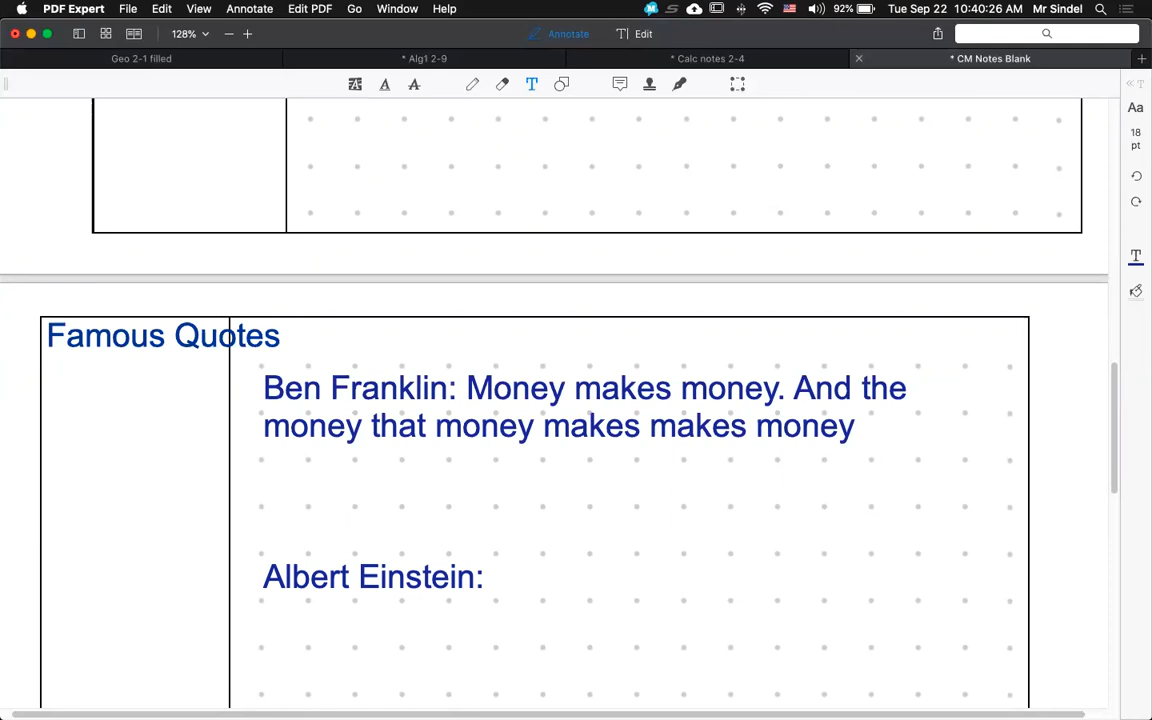 PDF Expert File Edit View Annotate Edit PDF Go Window Help 92% Tue Sep 22 10:40:26 AM Mr Sindel
128% Annotate T Edit
Geo 2-1 filled * Alg1 2-9 * Calc notes 2-4 * CM Notes Blank
A A A T T
Aa
18
pt
T
Famous Quotes
Ben Franklin: Money makes money. And the
money that money makes makes money
Albert Einstein: